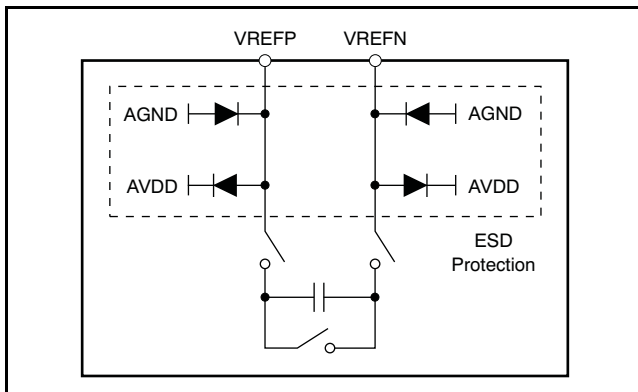 VREFP VREFN
AGND AGND
AVDD AVDD
ESD
Protection